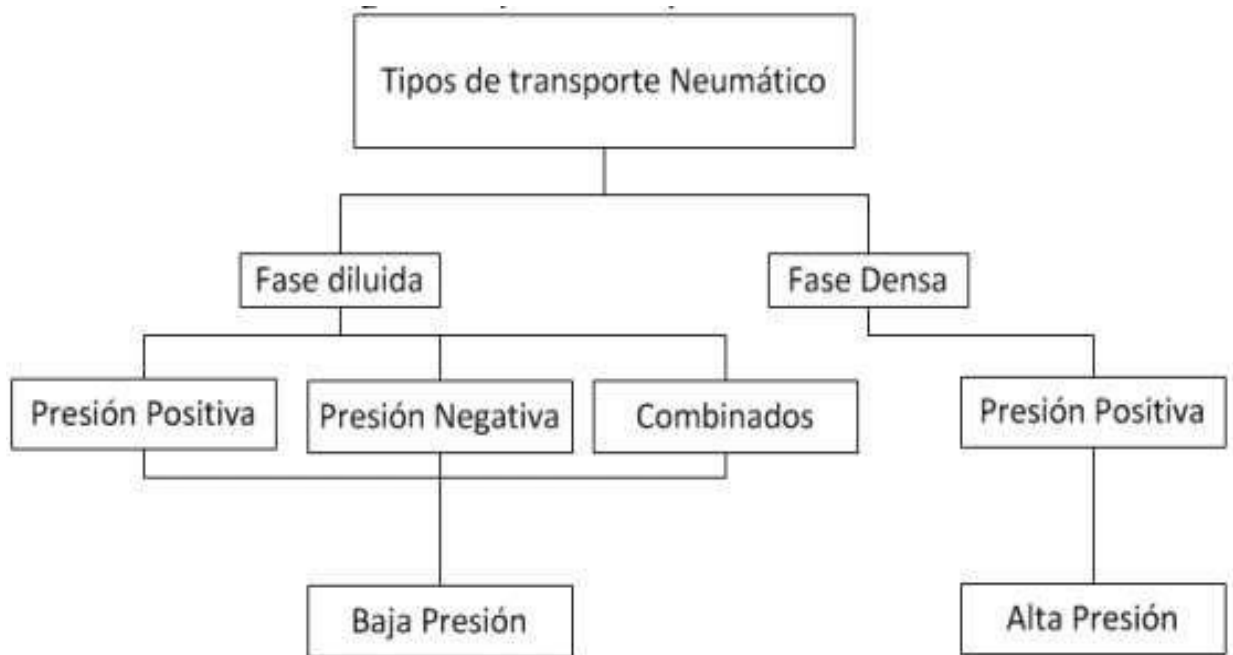 Tipos de transporte Neumático
Fase diluida
Fase Densa
Presión Positiva
Presión Negativa
Combinados
Presión Positiva
Baja Presión
Alta Presión